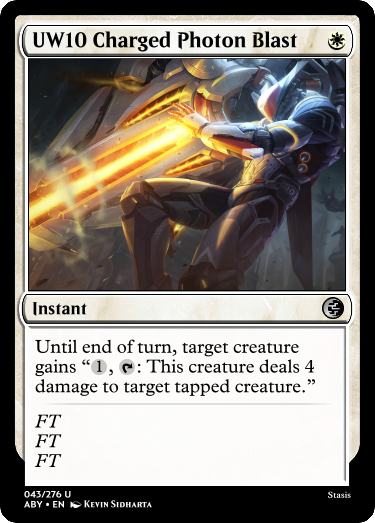 UW10 Charged Photon Blast
Instant
Until end of turn, target creature
gains “1, : This creature deals 4
damage to target tapped creature.”
FT
FT
FT
043/276 U
Stasis
ABY • EN Kevin Sidharta